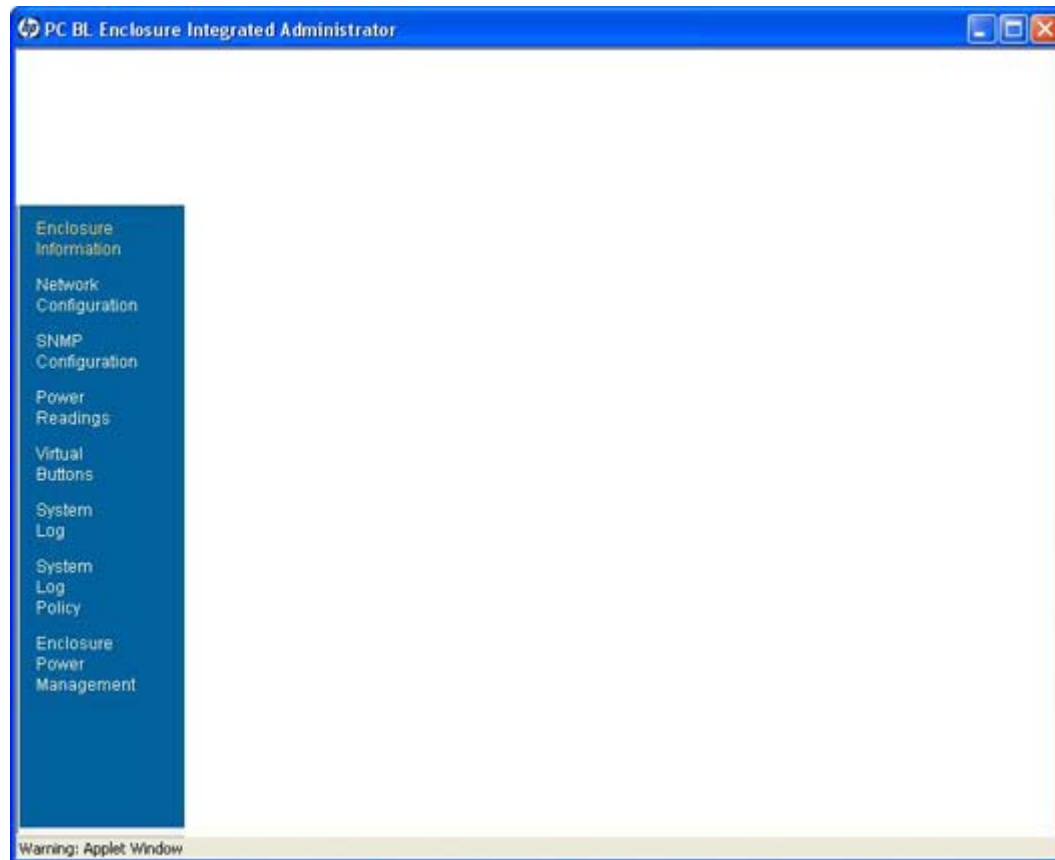 hp PC BL Enclosure Integrated Administrator
Enclosure
Information
Network
Configuration
SNMP
Configuration
Power
Readings
Virtual
Buttons
System
Log
System
Log
Policy
Enclosure
Power
Management
Warning: Applet Window